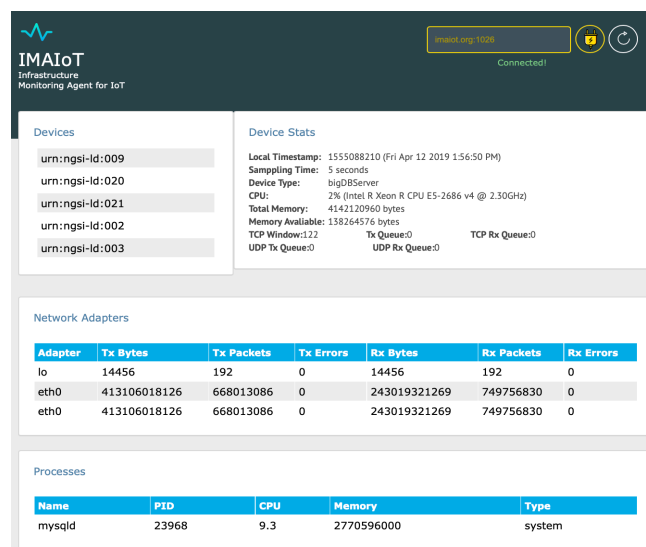 IMAIoT
Infrastructure
Monitoring Agent for IoT
imaiot.org:1026
Connected!
Devices
urn:ngsi-ld:009
urn:ngsi-ld:020
urn:ngsi-ld:021
urn:ngsi-ld:002
urn:ngsi-ld:003
Device Stats
Local Timestamp: 1555088210 (Fri Apr 12 2019 1:56:50 PM)
Samppling Time: 5 seconds
Device Type: bigDBServer
CPU: 2% (Intel R Xeon R CPU E5-2686 v4 @ 2.30GHz)
Total Memory: 4142120960 bytes
Memory Avaliable: 138264576 bytes
TCP Window:122 Tx Queue:0 TCP Rx Queue:0
UDP Tx Queue:0 UDP Rx Queue:0
Network Adapters
Adapter Tx Bytes Tx Packets Tx Errors Rx Bytes Rx Packets Rx Errors
lo 14456 192 0 14456 192 0
eth0 413106018126 668013086 0 243019321269 749756830 0
eth0 413106018126 668013086 0 243019321269 749756830 0
Processes
Name PID CPU Memory Type
mysqld 23968 9.3 2770596000 system